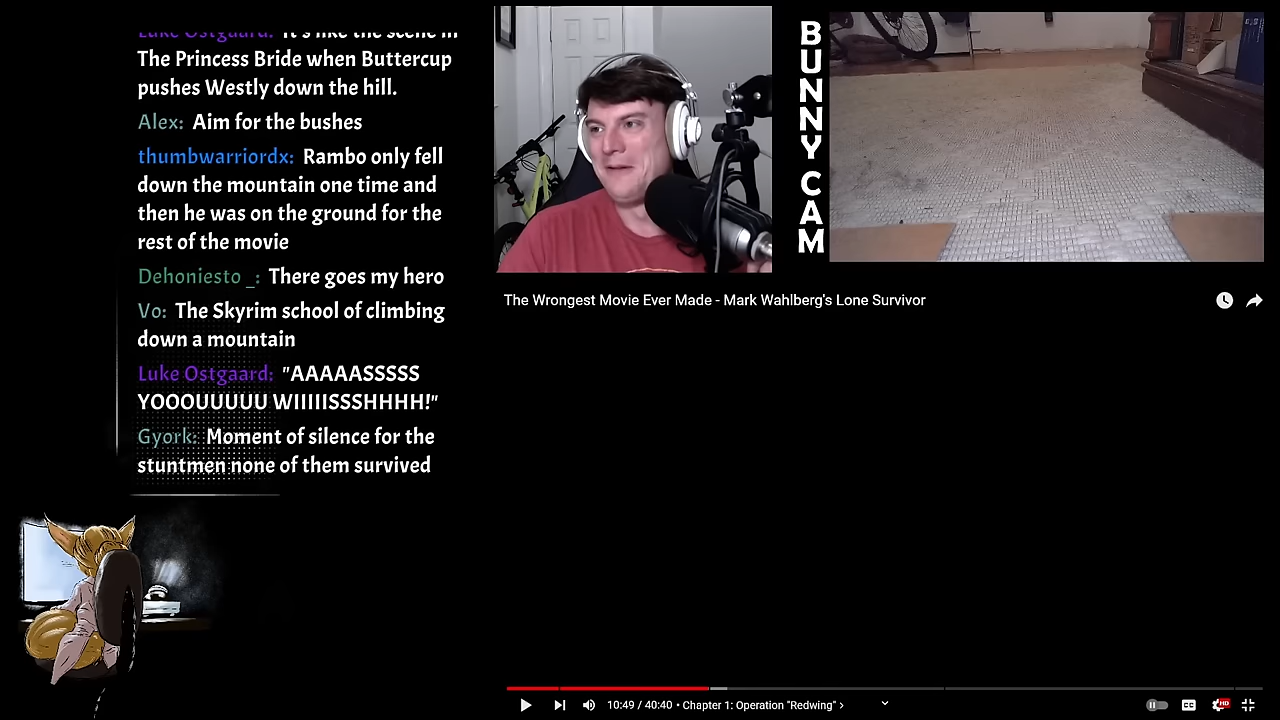 Luke Ostgaard: It's like the scene in
The Princess Bride when Buttercup
pushes Westly down the hill.
Alex: Aim for the bushes
thumbwarriordx: Rambo only fell
down the mountain one time and
then he was on the ground for the
rest of the movie
Dehoniesto _: There goes my hero
Vo: The Skyrim school of climbing
down a mountain
Luke Ostgaard: "AAAAASSSSS
YOOOUUUUU WIIIIISSSHHHH!"
Gyork: Moment of silence for the
stuntmen none of them survived
BUNNY CAM
The Wrongest Movie Ever Made - Mark Wahlberg's Lone Survivor
10:49 / 40:40 • Chapter 1: Operation "Redwing" ›
CC
HD